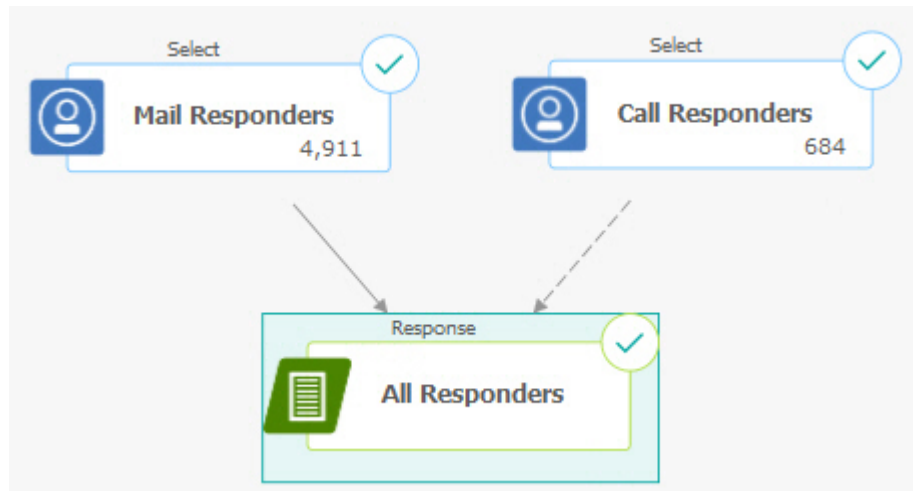 Select
Mail Responders
4,911
Select
Call Responders
684
Response
All Responders